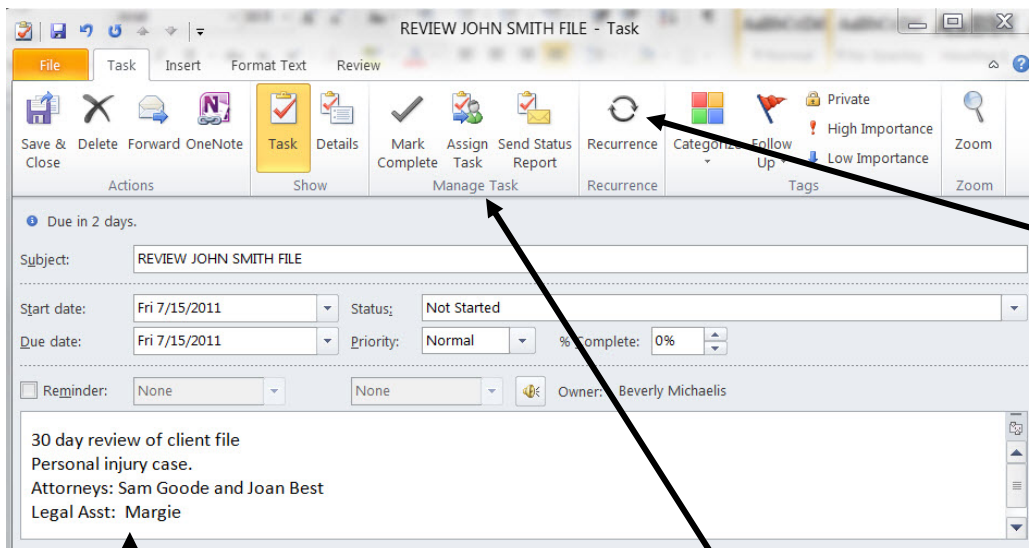 REVIEW JOHN SMITH FILE - Task
File Task Insert Format Text Review
Save & Close Delete Forward OneNote Task Details Mark Complete Assign Task Send Status Report Recurrence Categorize Follow Up Private Zoom
High Importance
Low Importance
Actions Show Manage Task Recurrence Tags Zoom
Due in 2 days.
Subject: REVIEW JOHN SMITH FILE
Start date: Fri 7/15/2011 Status: Not Started
Due date: Fri 7/15/2011 Priority: Normal % Complete: 0%
Reminder: None None Owner: Beverly Michaelis
30 day review of client file
Personal injury case.
Attorneys: Sam Goode and Joan Best
Legal Asst: Margie